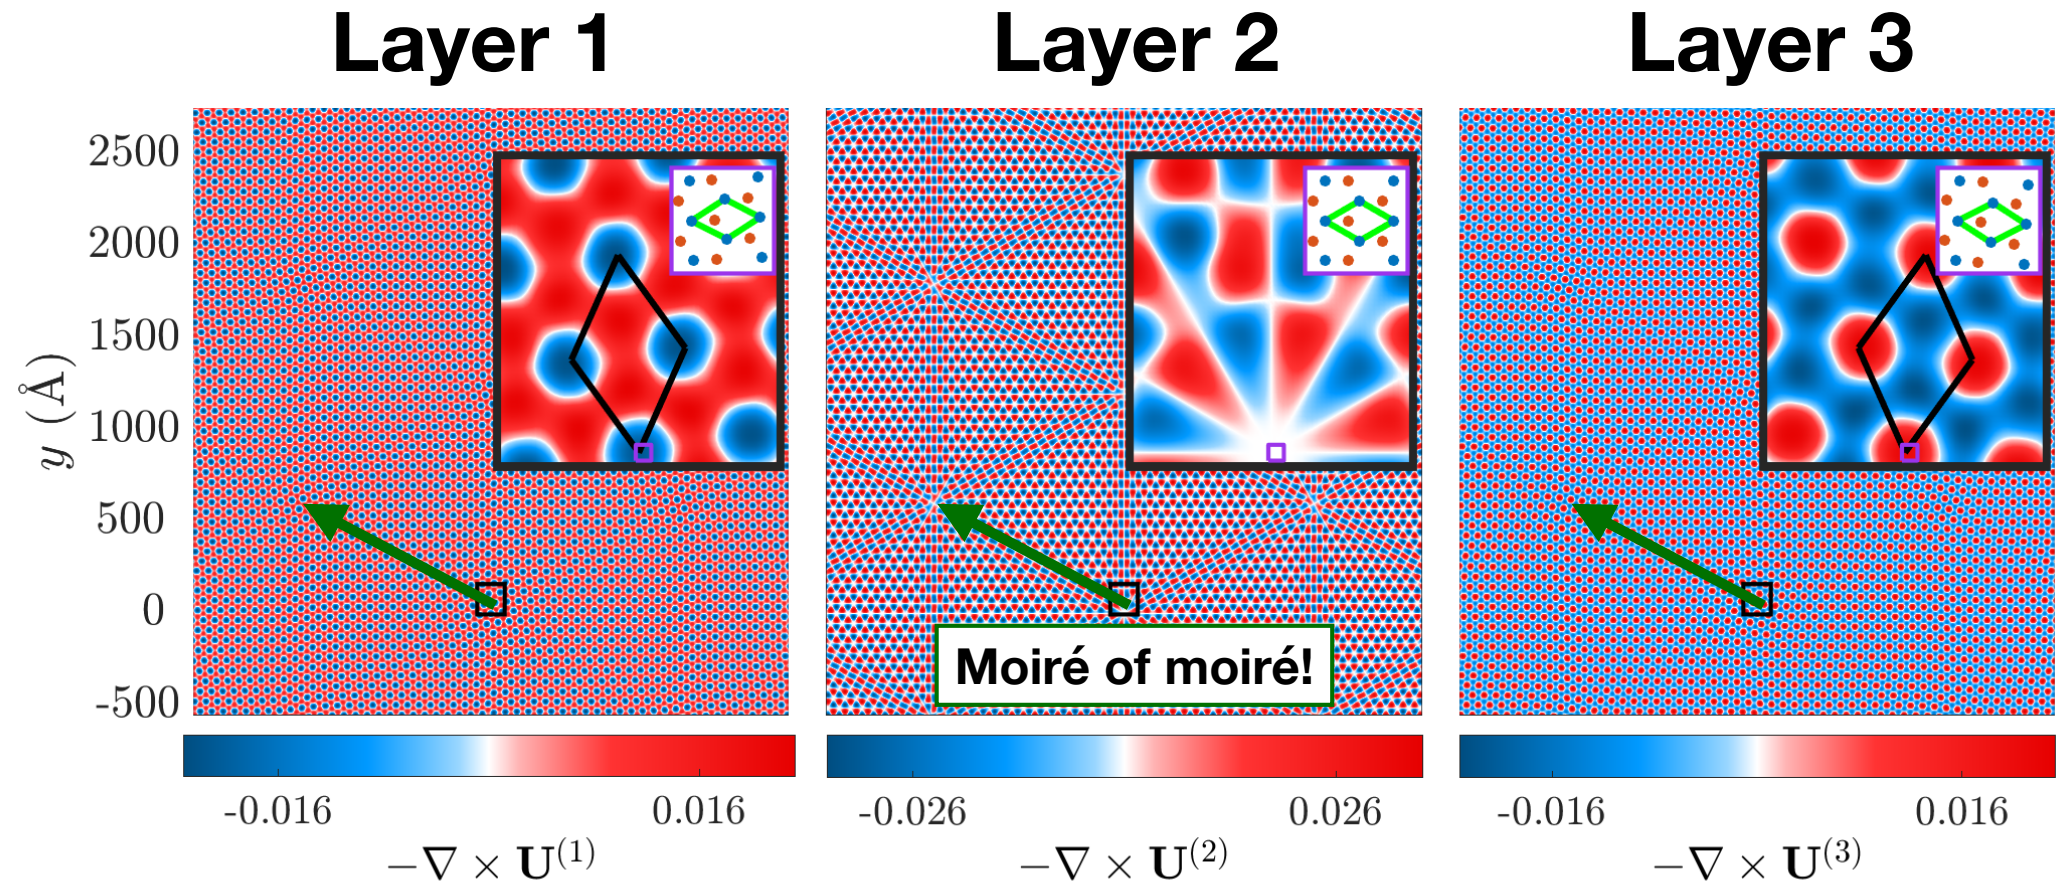 Layer 1 Layer 2 Layer 3
2500
2000
1500
1000
500
0
-500
y (Å)
Moiré of moiré!
-0.016 0.016 -0.026 0.026 -0.016 0.016
−∇ × U⁽¹⁾ −∇ × U⁽²⁾ −∇ × U⁽³⁾